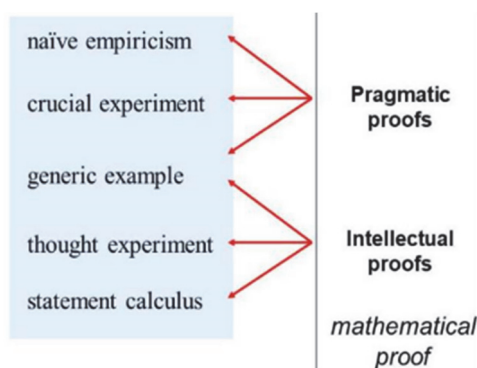 naïve empiricism
crucial experiment
generic example
thought experiment
statement calculus
Pragmatic
proofs
Intellectual
proofs
mathematical
proof